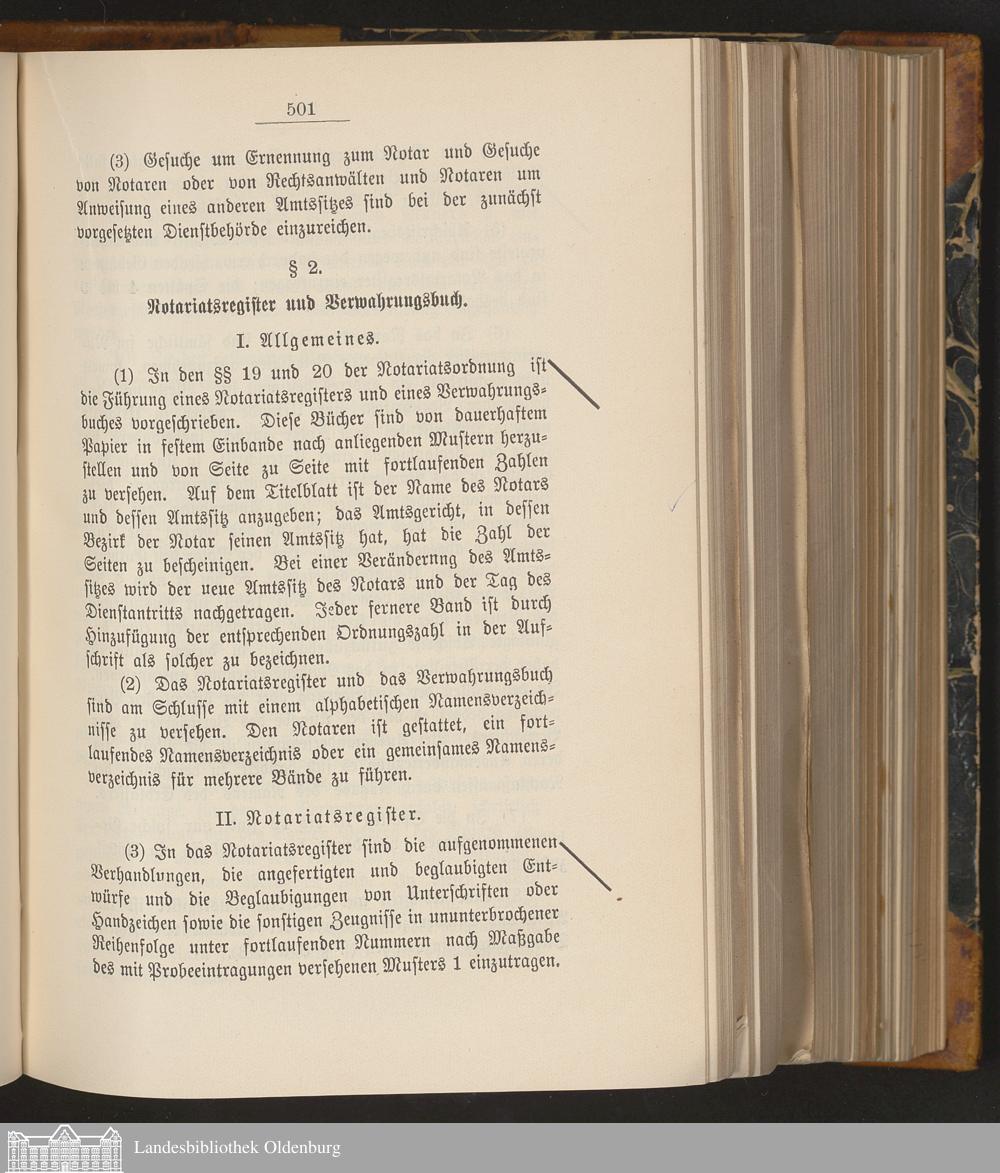 501
(3) Gesuche um Ernennung zum Notar und Gesuche
von Notaren oder von Rechtsanwälten und Notaren um
Anweisung eines anderen Amtssitzes sind bei der zunächst
vorgesetzten Dienstbehörde einzureichen.
§ 2.
Notariatsregister und Verwahrungsbuch.
I. Allgemeines.
(1) In den §§ 19 und 20 der Notariatsordnung ist
die Führung eines Notariatsregisters und eines Verwahrungs-
buches vorgeschrieben. Diese Bücher sind von dauerhaftem
Papier in festem Einbande nach anliegenden Mustern herzu-
stellen und von Seite zu Seite mit fortlaufenden Zahlen
zu versehen. Auf dem Titelblatt ist der Name des Notars
und dessen Amtssitz anzugeben; das Amtsgericht, in dessen
Bezirk der Notar seinen Amtssitz hat, hat die Zahl der
Seiten zu bescheinigen. Bei einer Verändernng des Amts-
sitzes wird der neue Amtssitz des Notars und der Tag des
Dienstantritts nachgetragen. Jeder fernere Band ist durch
Hinzufügung der entsprechenden Ordnungszahl in der Auf-
schrift als solcher zu bezeichnen.
(2) Das Notariatsregister und das Verwahrungsbuch
sind am Schlusse mit einem alphabetischen Namensverzeich-
nisse zu versehen. Den Notaren ist gestattet, ein fort-
laufendes Namensverzeichnis oder ein gemeinsames Namens-
verzeichnis für mehrere Bände zu führen.
II. Notariatsregister.
(3) In das Notariatsregister sind die aufgenommenen
Verhandlungen, die angefertigten und beglaubigten Ent-
würfe und die Beglaubigungen von Unterschriften oder
Handzeichen sowie die sonstigen Zeugnisse in ununterbrochener
Reihenfolge unter fortlaufenden Nummern nach Maßgabe
des mit Probeeintragungen versehenen Musters 1 einzutragen.
Landesbibliothek Oldenburg